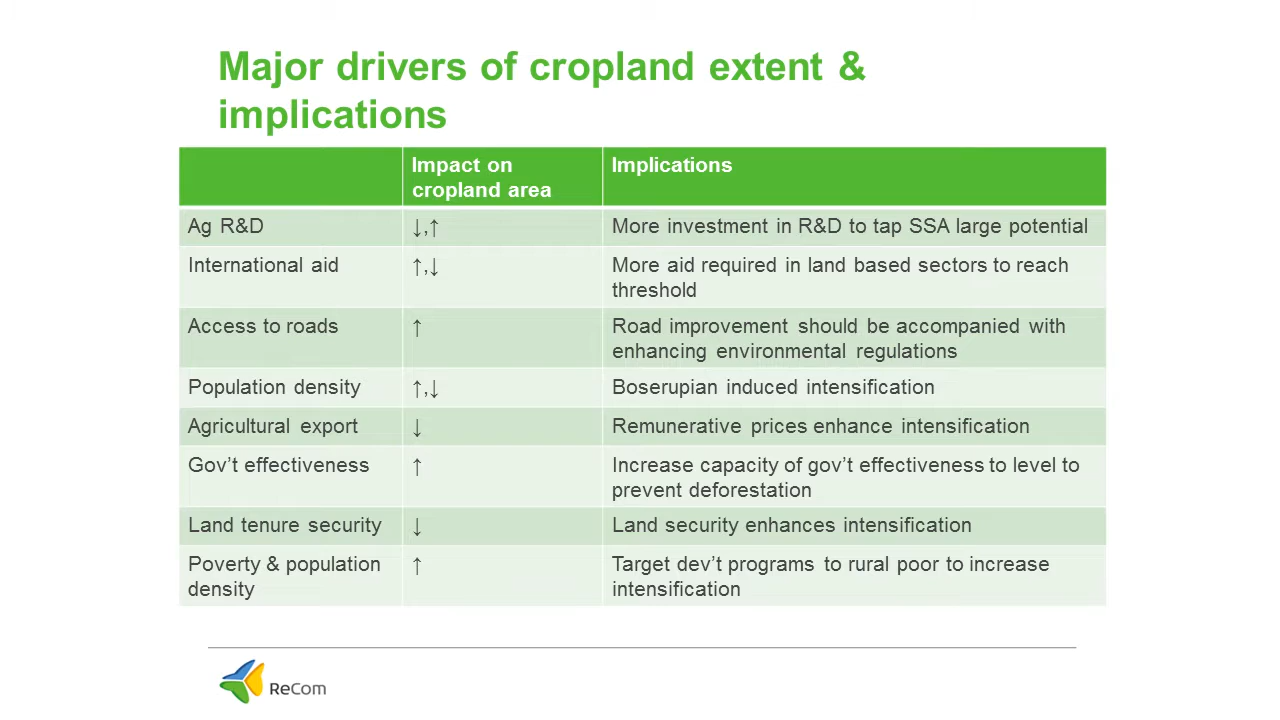 Major drivers of cropland extent &
implications
Impact on
cropland area
Implications
Ag R&D
↓,↑
More investment in R&D to tap SSA large potential
International aid
↑,↓
More aid required in land based sectors to reach
threshold
Access to roads
↑
Road improvement should be accompanied with
enhancing environmental regulations
Population density
↑,↓
Boserupian induced intensification
Agricultural export
↓
Remunerative prices enhance intensification
Gov’t effectiveness
↑
Increase capacity of gov’t effectiveness to level to
prevent deforestation
Land tenure security
↓
Land security enhances intensification
Poverty & population
density
↑
Target dev’t programs to rural poor to increase
intensification
ReCom